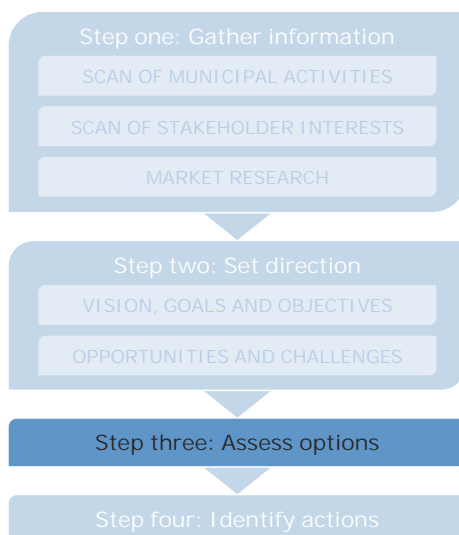 Step one: Gather information
SCAN OF MUNICIPAL ACTIVITIES
SCAN OF STAKEHOLDER INTERESTS
MARKET RESEARCH
Step two: Set direction
VISION, GOALS AND OBJECTIVES
OPPORTUNITIES AND CHALLENGES
Step three: Assess options
Step four: Identify actions